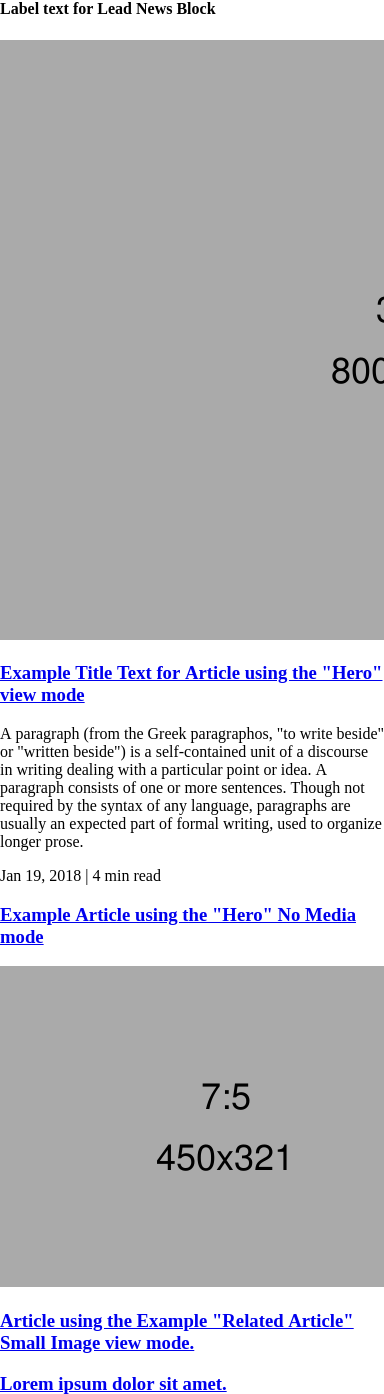 Label text for Lead News Block
800
Example Title Text for Article using the "Hero"
view mode
A paragraph (from the Greek paragraphos, "to write beside"
or "written beside") is a self-contained unit of a discourse
in writing dealing with a particular point or idea. A
paragraph consists of one or more sentences. Though not
required by the syntax of any language, paragraphs are
usually an expected part of formal writing, used to organize
longer prose.
Jan 19, 2018 | 4 min read
Example Article using the "Hero" No Media
mode
7:5
450x321
Article using the Example "Related Article"
Small Image view mode.
Lorem ipsum dolor sit amet.